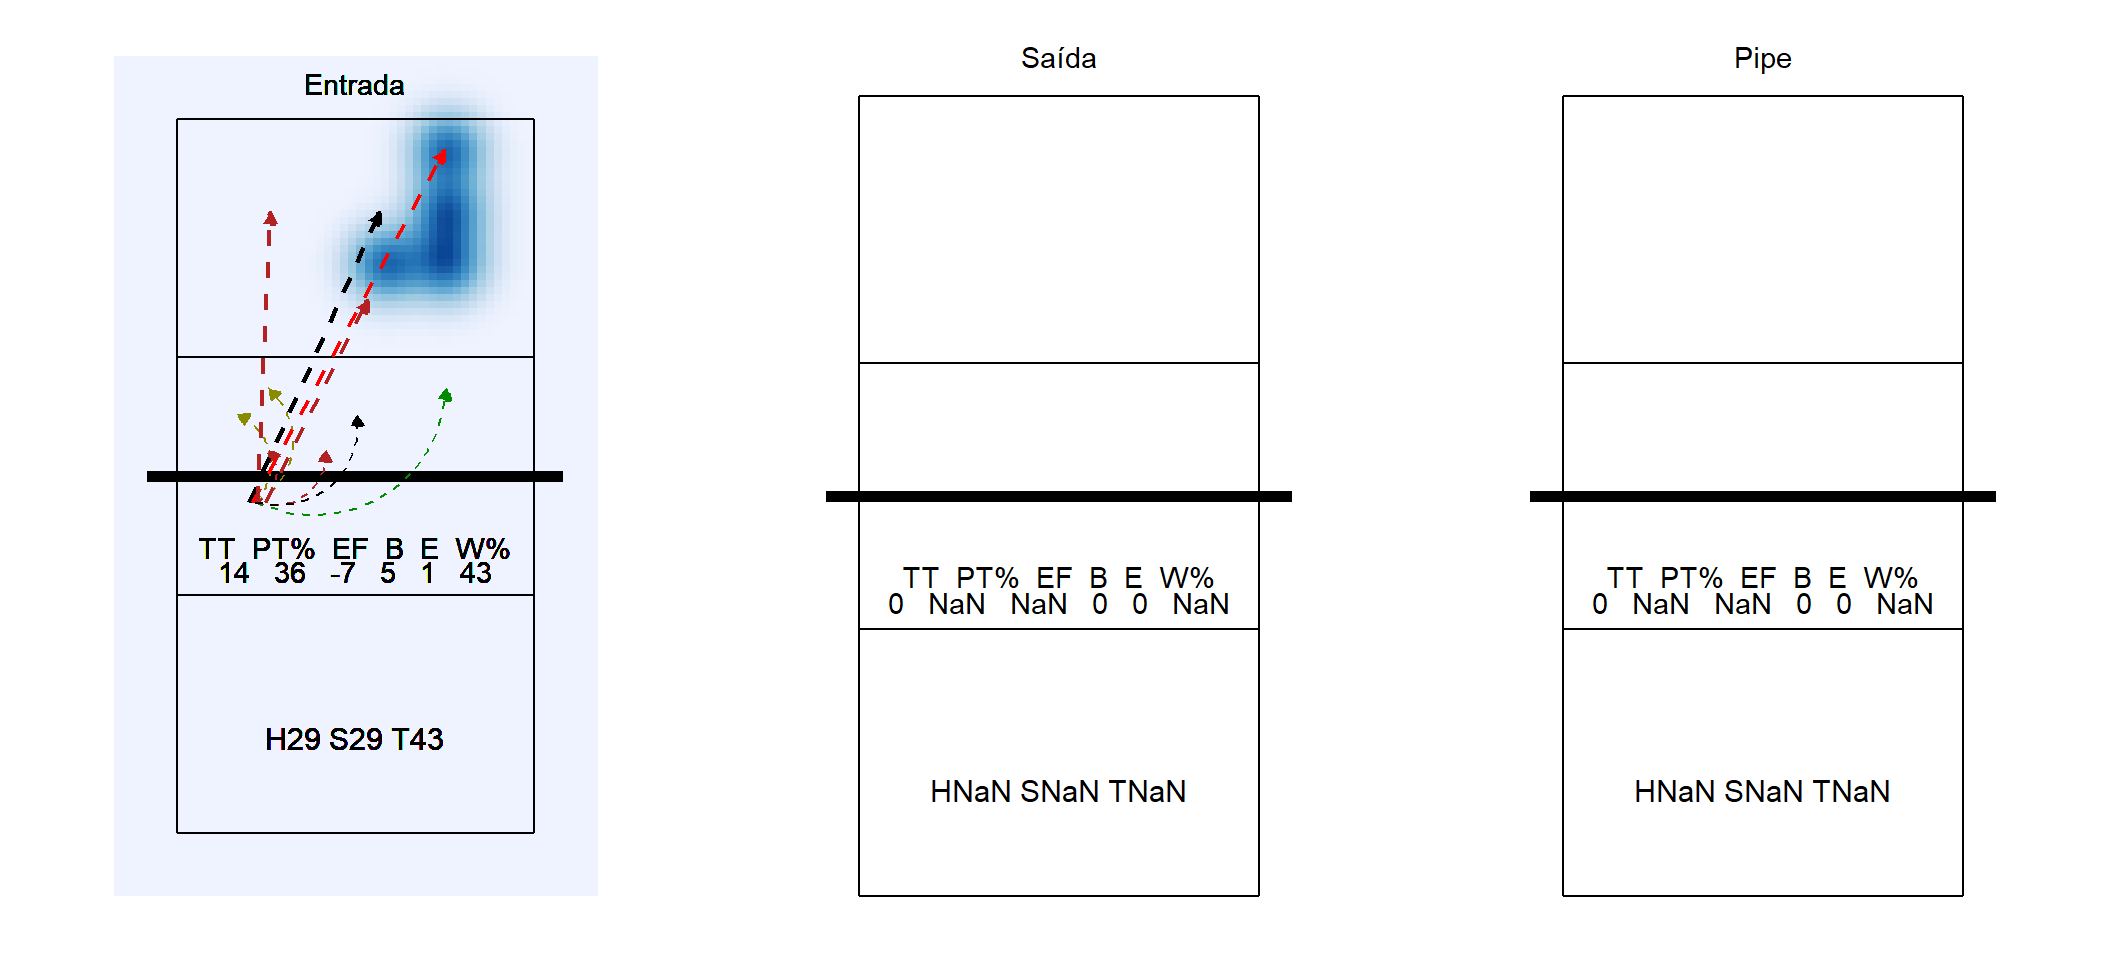 Entrada
TT PT% EF B E W%
14 36 -7 5 1 43
H29 S29 T43
Saída
TT PT% EF B E W%
0 NaN NaN 0 0 NaN
HNaN SNaN TNaN
Pipe
TT PT% EF B E W%
0 NaN NaN 0 0 NaN
HNaN SNaN TNaN